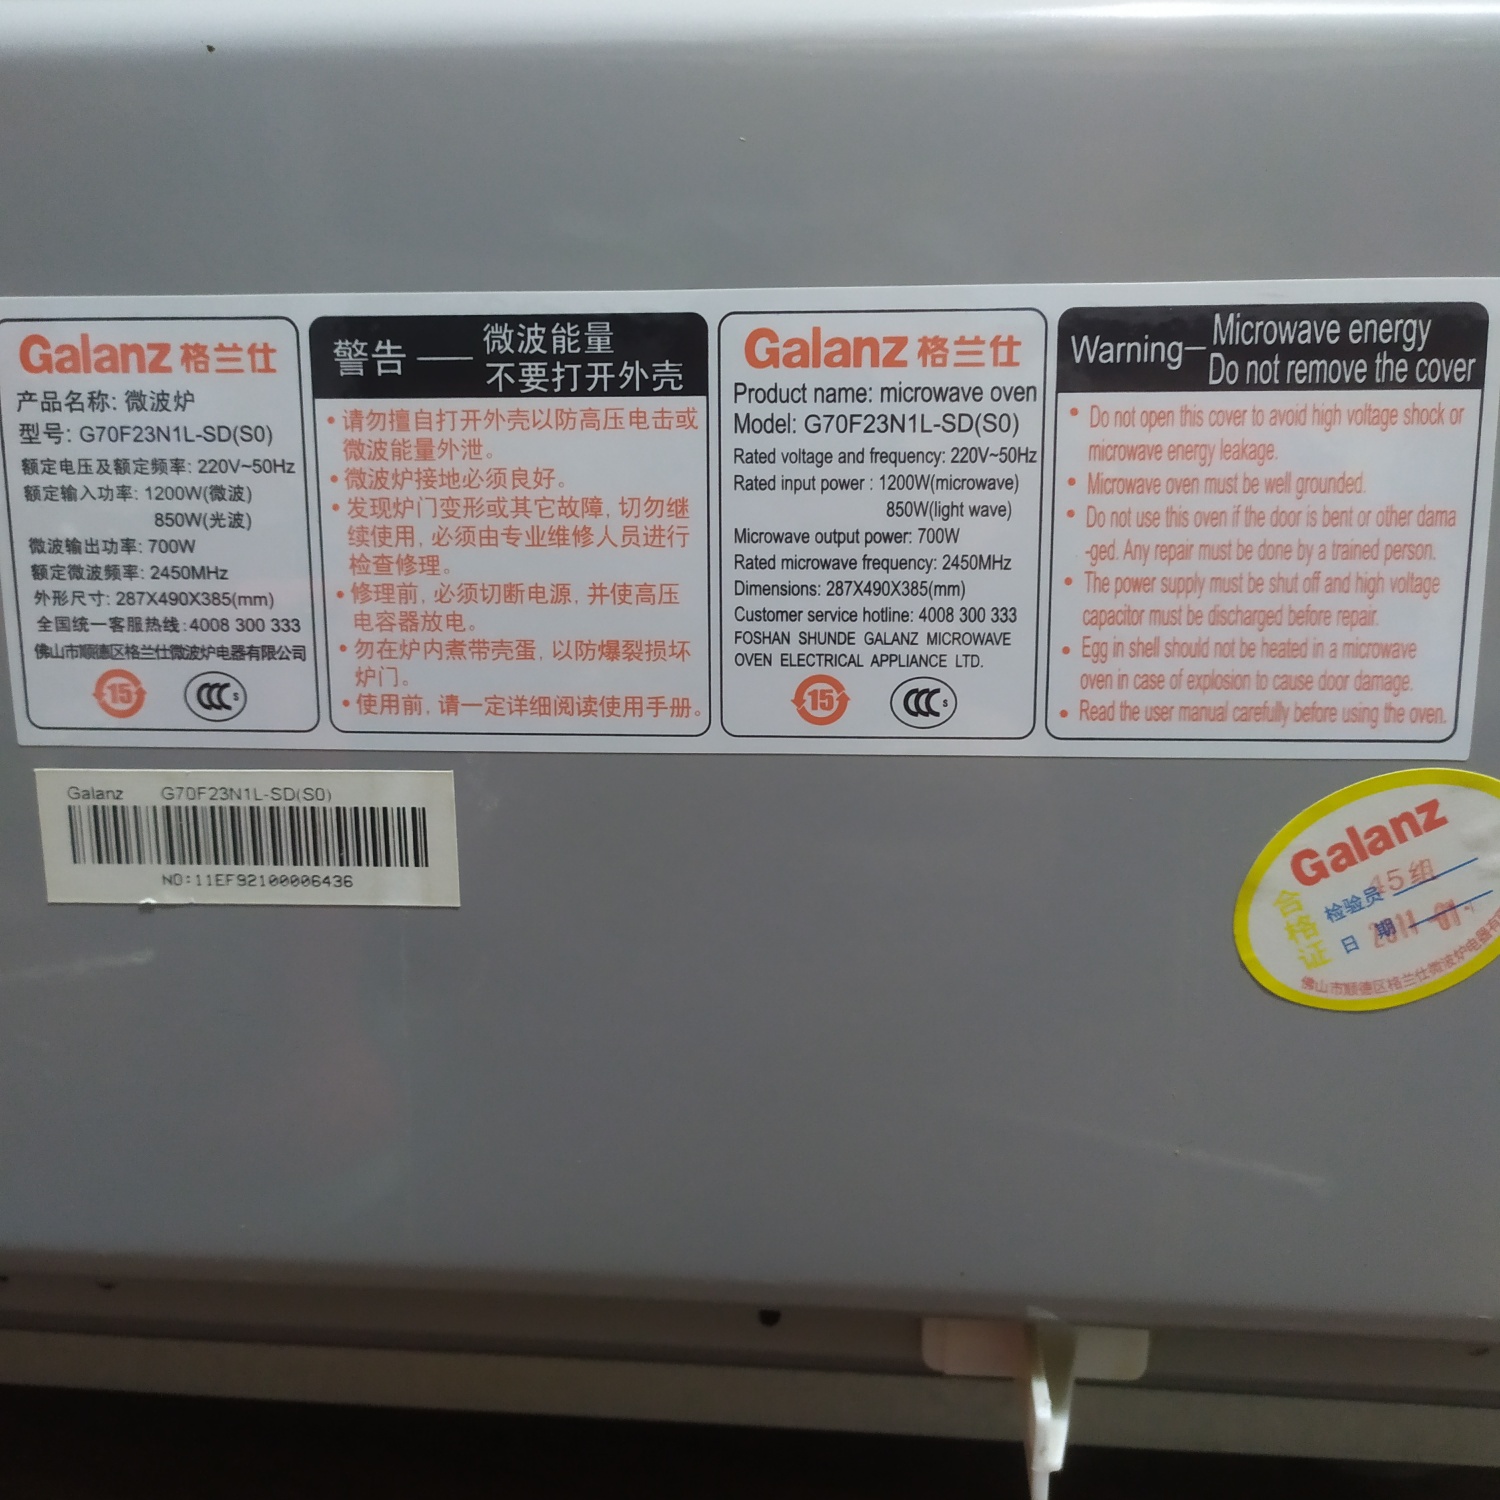 Galanz 格兰仕
产品名称: 微波炉
型号: G70F23N1L-SD(S0)
额定电压及额定频率: 220V~50Hz
额定输入功率: 1200W(微波)
850W(光波)
微波输出功率: 700W
额定微波频率: 2450MHz
外形尺寸: 287X490X385(mm)
全国统一客服热线: 4008 300 333
佛山市顺德区格兰仕微波炉电器有限公司
15
CCC S
警告——微波能量
不要打开外壳
• 请勿擅自打开外壳以防高压电击或
微波能量外泄。
• 微波炉接地必须良好。
• 发现炉门变形或其它故障, 切勿继
续使用, 必须由专业维修人员进行
检查修理。
• 修理前, 必须切断电源, 并使高压
电容器放电。
• 勿在炉内煮带壳蛋, 以防爆裂损坏
炉门。
• 使用前, 请一定详细阅读使用手册。
Galanz 格兰仕
Product name: microwave oven
Model: G70F23N1L-SD(S0)
Rated voltage and frequency: 220V~50Hz
Rated input power : 1200W(microwave)
850W(light wave)
Microwave output power: 700W
Rated microwave frequency: 2450MHz
Dimensions: 287X490X385(mm)
Customer service hotline: 4008 300 333
FOSHAN SHUNDE GALANZ MICROWAVE
OVEN ELECTRICAL APPLIANCE LTD.
15
CCC S
Warning—Microwave energy
Do not remove the cover
• Do not open this cover to avoid high voltage shock or
microwave energy leakage.
• Microwave oven must be well grounded.
• Do not use this oven if the door is bent or other dama
-ged. Any repair must be done by a trained person.
• The power supply must be shut off and high voltage
capacitor must be discharged before repair.
• Egg in shell should not be heated in a microwave
oven in case of explosion to cause door damage.
• Read the user manual carefully before using the oven.
Galanz G70F23N1L-SD(S0)
NO:11EF92100006436
Galanz
合格证
检验员 45组
日 期 2011-01
佛山市顺德区格兰仕微波炉电器有